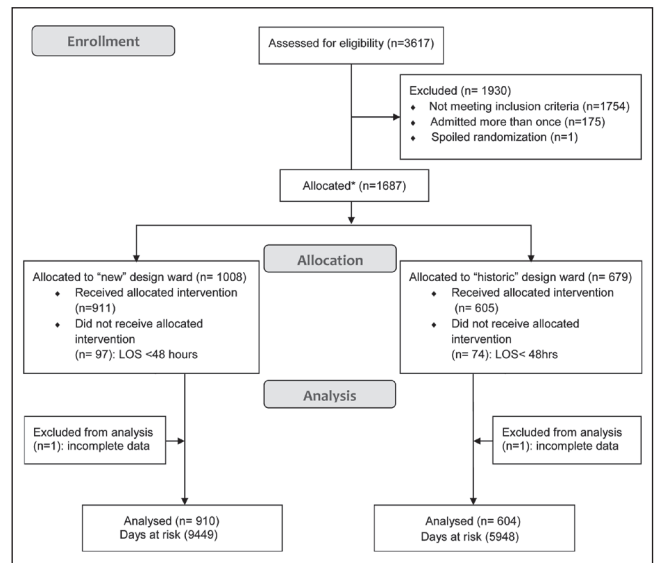 Enrollment
Assessed for eligibility (n=3617)
Excluded (n= 1930)
♦ Not meeting inclusion criteria (n=1754)
♦ Admitted more than once (n=175)
♦ Spoiled randomization (n=1)
Allocated* (n=1687)
Allocation
Allocated to "new" design ward (n= 1008)
♦ Received allocated intervention
(n=911)
♦ Did not receive allocated
intervention
(n= 97): LOS <48 hours
Allocated to "historic" design ward (n= 679)
♦ Received allocated intervention
(n= 605)
♦ Did not receive allocated
intervention
(n= 74): LOS< 48hrs
Analysis
Excluded from analysis
(n=1): incomplete data
Excluded from analysis
(n=1): incomplete data
Analysed (n= 910)
Days at risk (9449)
Analysed (n= 604)
Days at risk (5948)